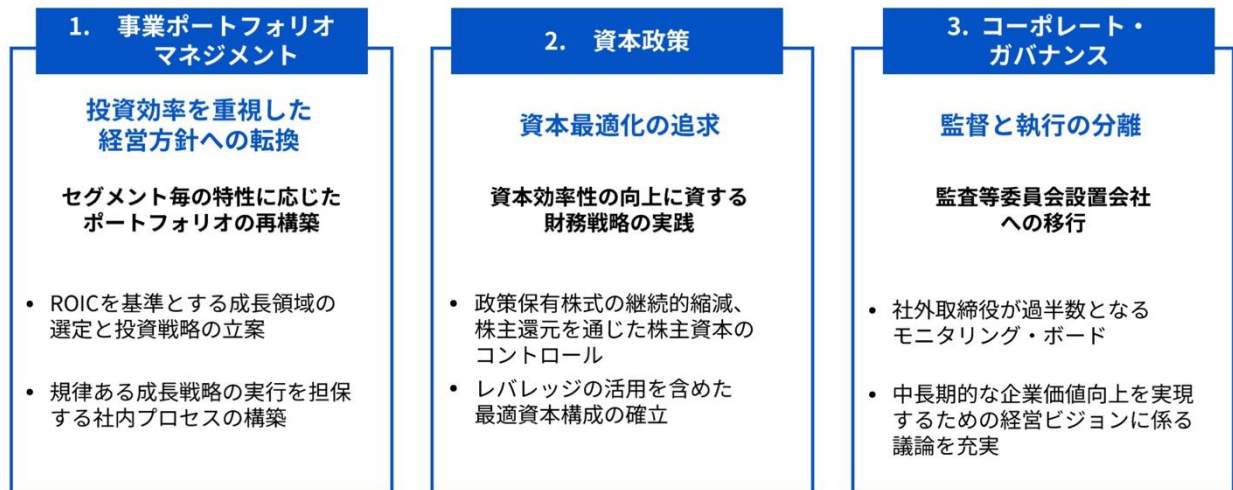 1. 事業ポートフォリオ
マネジメント
投資効率を重視した
経営方針への転換
セグメント毎の特性に応じた
ポートフォリオの再構築
• ROICを基準とする成長領域の
選定と投資戦略の立案
• 規律ある成長戦略の実行を担保
する社内プロセスの構築
2. 資本政策
資本最適化の追求
資本効率性の向上に資する
財務戦略の実践
• 政策保有株式の継続的縮減、
株主還元を通じた株主資本の
コントロール
• レバレッジの活用を含めた
最適資本構成の確立
3. コーポレート・
ガバナンス
監督と執行の分離
監査等委員会設置会社
への移行
• 社外取締役が過半数となる
モニタリング・ボード
• 中長期的な企業価値向上を実現
するための経営ビジョンに係る
議論を充実